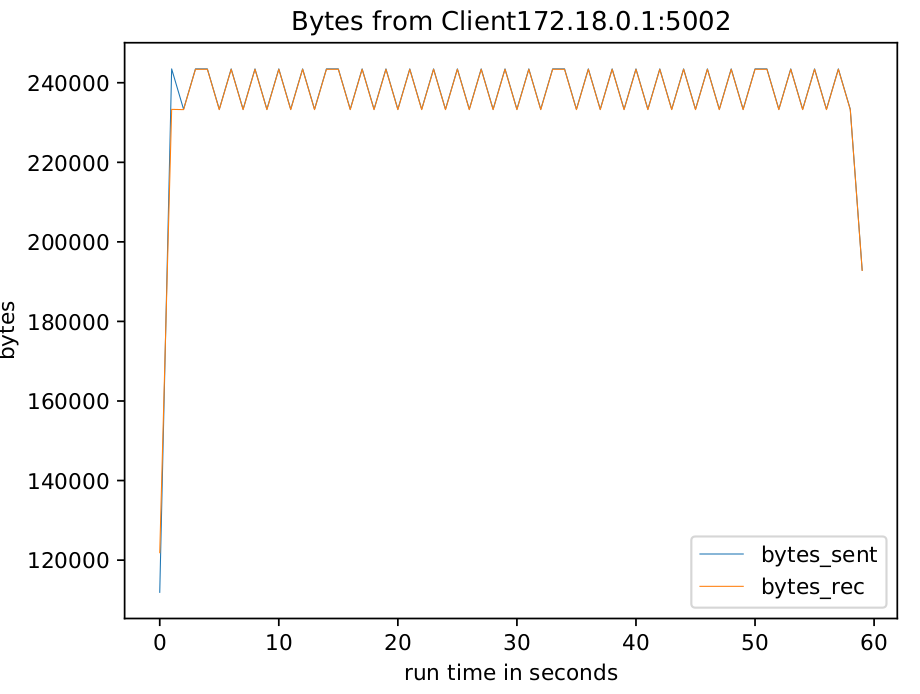 Bytes from Client172.18.0.1:5002
240000
220000
200000
180000
160000
140000
120000
bytes
0 10 20 30 40 50 60
run time in seconds
bytes_sent
bytes_rec